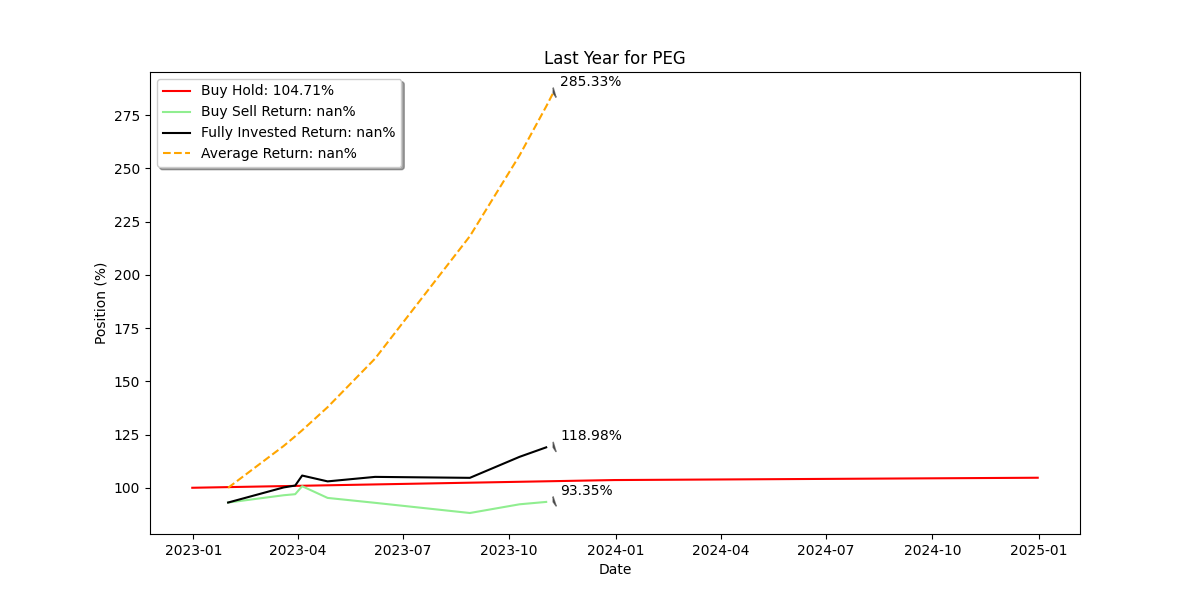 Last Year for PEG
285.33%
Buy Hold: 104.71%
Buy Sell Return: nan%
Fully Invested Return: nan%
Average Return: nan%
275
250
225
200
175
150
125
100
Position (%)
118.98%
93.35%
2023-01 2023-04 2023-07 2023-10 2024-01 2024-04 2024-07 2024-10 2025-01
Date